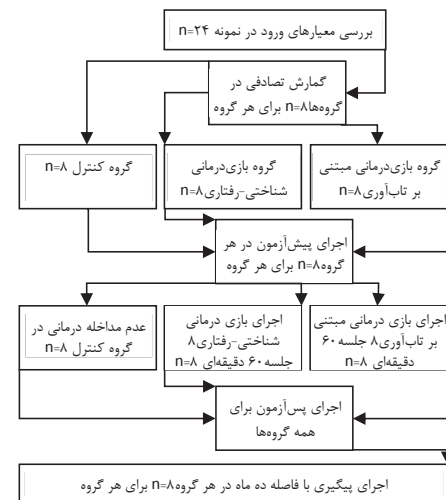 بررسی معیارهای ورود در نمونه n=۲۴
گمارش تصادفی در
گروه‌ها n=۸ برای هر گروه
گروه بازی‌درمانی مبتنی
بر تاب‌آوری n=۸
گروه بازی‌درمانی
شناختی-رفتاری n=۸
گروه کنترل n=۸
اجرای پیش‌آزمون در هر
گروه n=۸ برای هر گروه
اجرای بازی درمانی مبتنی
بر تاب‌آوری ۸ جلسه ۶۰
دقیقه‌ای n=۸
اجرای بازی درمانی
شناختی-رفتاری ۸
جلسه ۶۰ دقیقه‌ای n=۸
عدم مداخله درمانی در
گروه کنترل n=۸
اجرای پس‌آزمون برای
همه گروه‌ها
اجرای پیگیری با فاصله ده ماه در هر گروه n=۸ برای هر گروه